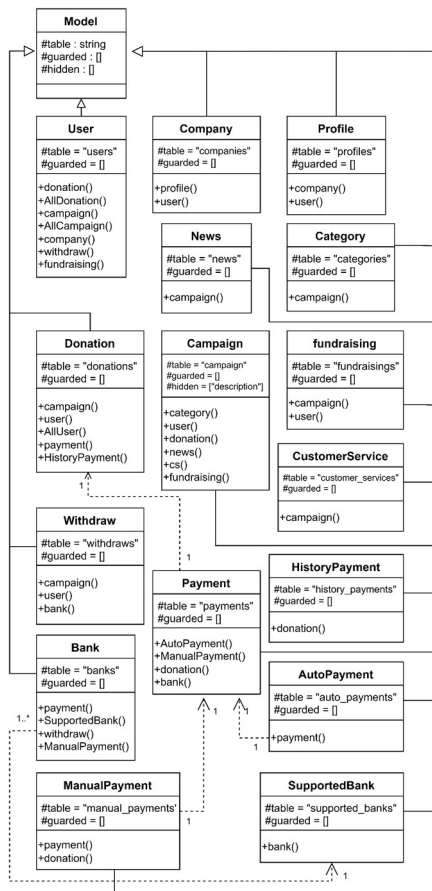 Model
#table : string
#guarded : []
#hidden : []
User
#table = "users"
#guarded = []
+donation()
+AllDonation()
+campaign()
+AllCampaign()
+company()
+withdraw()
+fundraising()
Company
#table = "companies"
#guarded = []
+profile()
+user()
Profile
#table = "profiles"
#guarded = []
+company()
+user()
News
#table = "news"
#guarded = []
+campaign()
Category
#table = "categories"
#guarded = []
+campaign()
Donation
#table = "donations"
#guarded = []
+campaign()
+user()
+AllUser()
+payment()
+HistoryPayment()
1
Campaign
#table = "campaign"
#guarded = []
#hidden = ["description"]
+category()
+user()
+donation()
+news()
+cs()
+fundraising()
1
fundraising
#table = "fundraisings"
#guarded = []
+campaign()
+user()
CustomerService
#table = "customer_services"
#guarded = []
+campaign()
Withdraw
#table = "withdraws"
#guarded = []
+campaign()
+user()
+bank()
Payment
#table = "payments"
#guarded = []
+AutoPayment()
+ManualPayment()
+donation()
+bank()
1
1
HistoryPayment
#table = "history_payments"
#guarded = []
+donation()
Bank
#table = "banks"
#guarded = []
+payment()
+SupportedBank()
+withdraw()
+ManualPayment()
1..*
AutoPayment
#table = "auto_payments"
#guarded = []
+payment()
1
ManualPayment
#table = "manual_payments"
#guarded = []
+payment()
+donation()
1
SupportedBank
#table = "supported_banks"
#guarded = []
+bank()
1